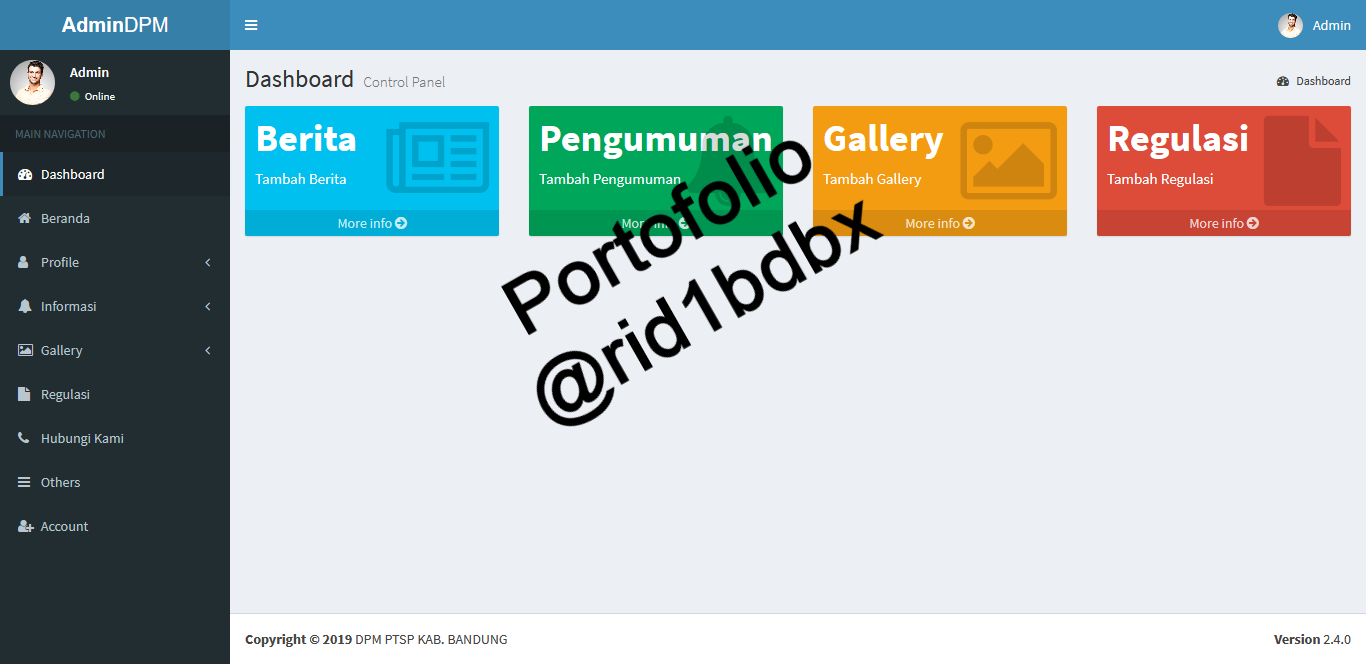 AdminDPM
Admin
Admin
Online
MAIN NAVIGATION
Dashboard
Beranda
Profile
Informasi
Gallery
Regulasi
Hubungi Kami
Others
Account
Dashboard Control Panel
Dashboard
Berita
Tambah Berita
More info
Pengumuman
Tambah Pengumuman
More info
Gallery
Tambah Gallery
More info
Regulasi
Tambah Regulasi
More info
Portofolio
@rid1bdbx
Copyright © 2019 DPM PTSP KAB. BANDUNG
Version 2.4.0